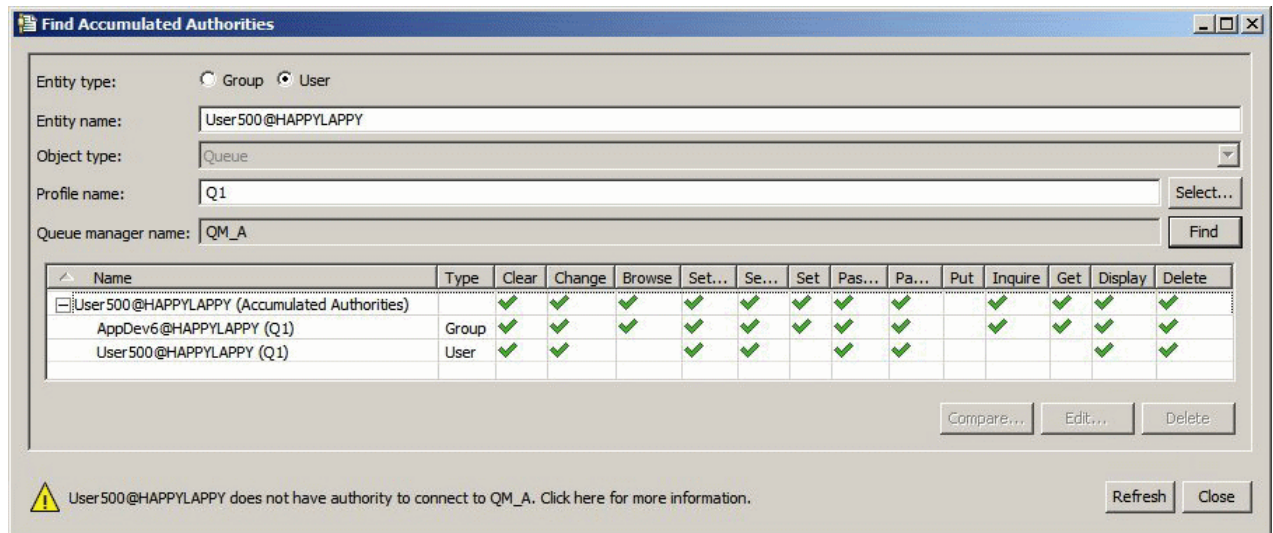 Find Accumulated Authorities
Entity type: Group User
Entity name: User500@HAPPYLAPPY
Object type: Queue
Profile name: Q1 Select...
Queue manager name: QM_A Find
Name Type Clear Change Browse Set... Se... Set Pas... Pa... Put Inquire Get Display Delete
User500@HAPPYLAPPY (Accumulated Authorities)
AppDev6@HAPPYLAPPY (Q1) Group
User500@HAPPYLAPPY (Q1) User
Compare... Edit... Delete
User500@HAPPYLAPPY does not have authority to connect to QM_A. Click here for more information. Refresh Close